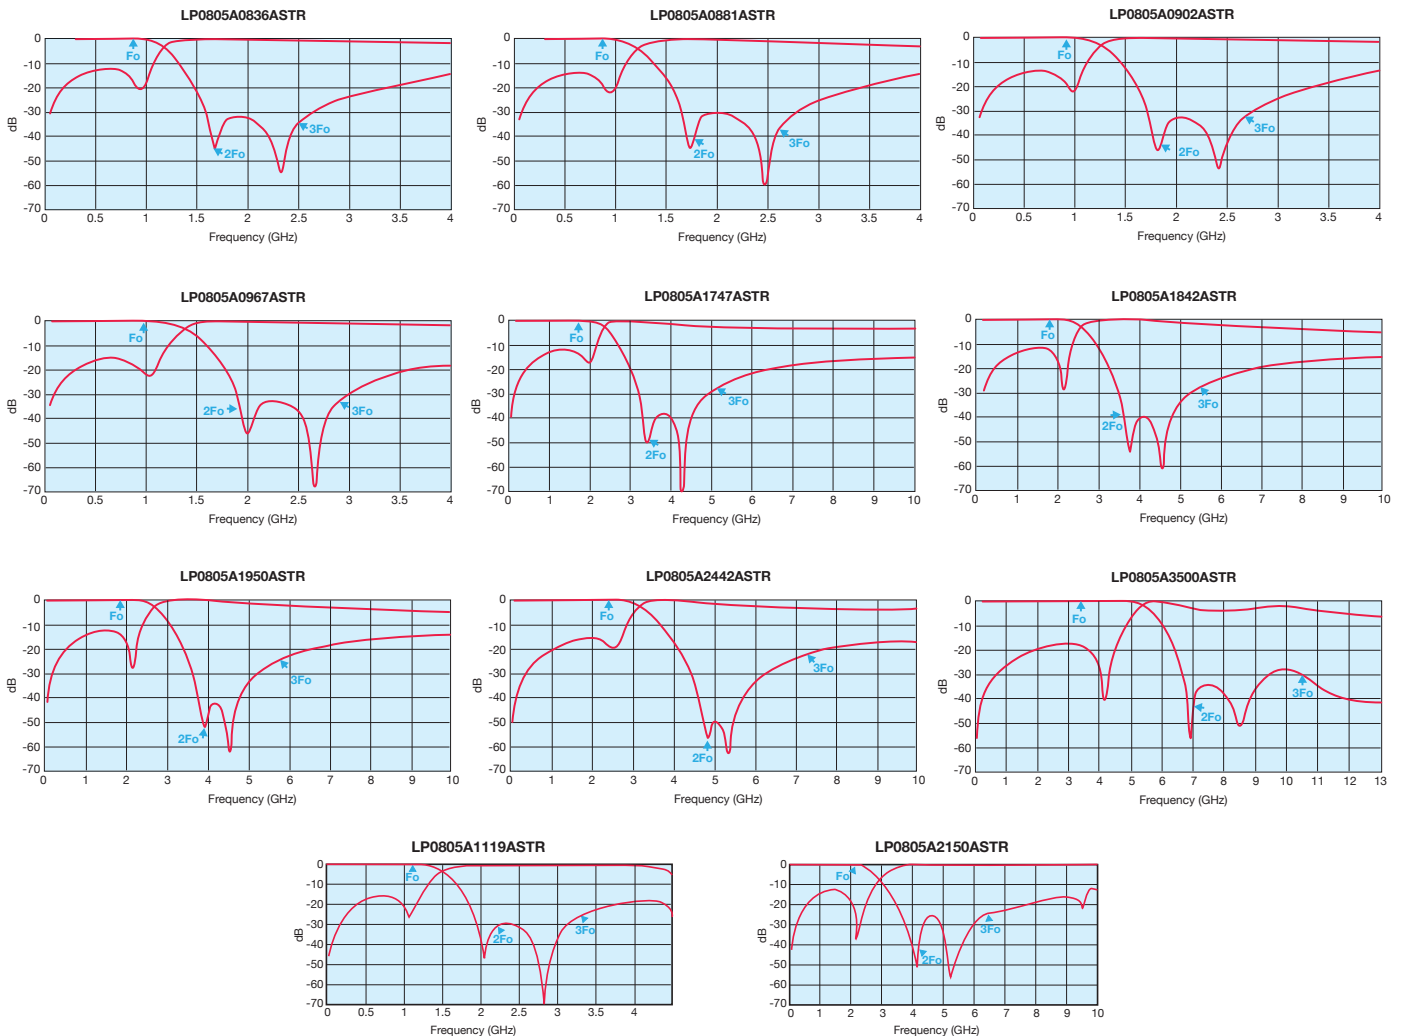 LP0805A0836ASTR
0
-10
-20
-30
-40
-50
-60
-70
dB
Fo
2Fo
3Fo
0 0.5 1 1.5 2 2.5 3 3.5 4
Frequency (GHz)
LP0805A0881ASTR
0
-10
-20
-30
-40
-50
-60
-70
dB
Fo
2Fo
3Fo
0 0.5 1 1.5 2 2.5 3 3.5 4
Frequency (GHz)
LP0805A0902ASTR
0
-10
-20
-30
-40
-50
-60
-70
dB
Fo
2Fo
3Fo
0 0.5 1 1.5 2 2.5 3 3.5 4
Frequency (GHz)
LP0805A0967ASTR
0
-10
-20
-30
-40
-50
-60
-70
dB
Fo
2Fo
3Fo
0 0.5 1 1.5 2 2.5 3 3.5 4
Frequency (GHz)
LP0805A1747ASTR
0
-10
-20
-30
-40
-50
-60
-70
dB
Fo
2Fo
3Fo
0 1 2 3 4 5 6 7 8 9 10
Frequency (GHz)
LP0805A1842ASTR
0
-10
-20
-30
-40
-50
-60
-70
dB
Fo
2Fo
3Fo
0 1 2 3 4 5 6 7 8 9 10
Frequency (GHz)
LP0805A1950ASTR
0
-10
-20
-30
-40
-50
-60
-70
dB
Fo
2Fo
3Fo
0 1 2 3 4 5 6 7 8 9 10
Frequency (GHz)
LP0805A2442ASTR
0
-10
-20
-30
-40
-50
-60
-70
dB
Fo
2Fo
3Fo
0 1 2 3 4 5 6 7 8 9 10
Frequency (GHz)
LP0805A3500ASTR
0
-10
-20
-30
-40
-50
-60
-70
dB
Fo
2Fo
3Fo
0 1 2 3 4 5 6 7 8 9 10 11 12 13
Frequency (GHz)
LP0805A1119ASTR
0
-10
-20
-30
-40
-50
-60
-70
dB
Fo
2Fo
3Fo
0 0.5 1 1.5 2 2.5 3 3.5 4 4.5
Frequency (GHz)
LP0805A2150ASTR
0
-10
-20
-30
-40
-50
-60
-70
dB
Fo
2Fo
3Fo
0 1 2 3 4 5 6 7 8 9 10
Frequency (GHz)